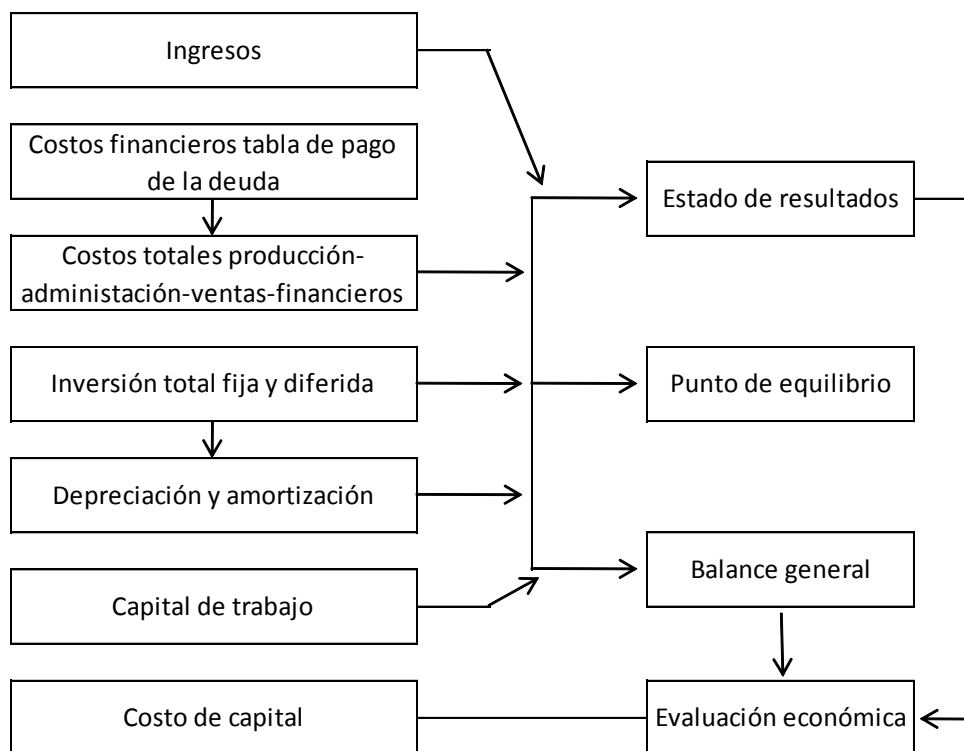 Ingresos
Costos financieros tabla de pago
de la deuda
Costos totales producción-
administación-ventas-financieros
Inversión total fija y diferida
Depreciación y amortización
Capital de trabajo
Costo de capital
Estado de resultados
Punto de equilibrio
Balance general
Evaluación económica